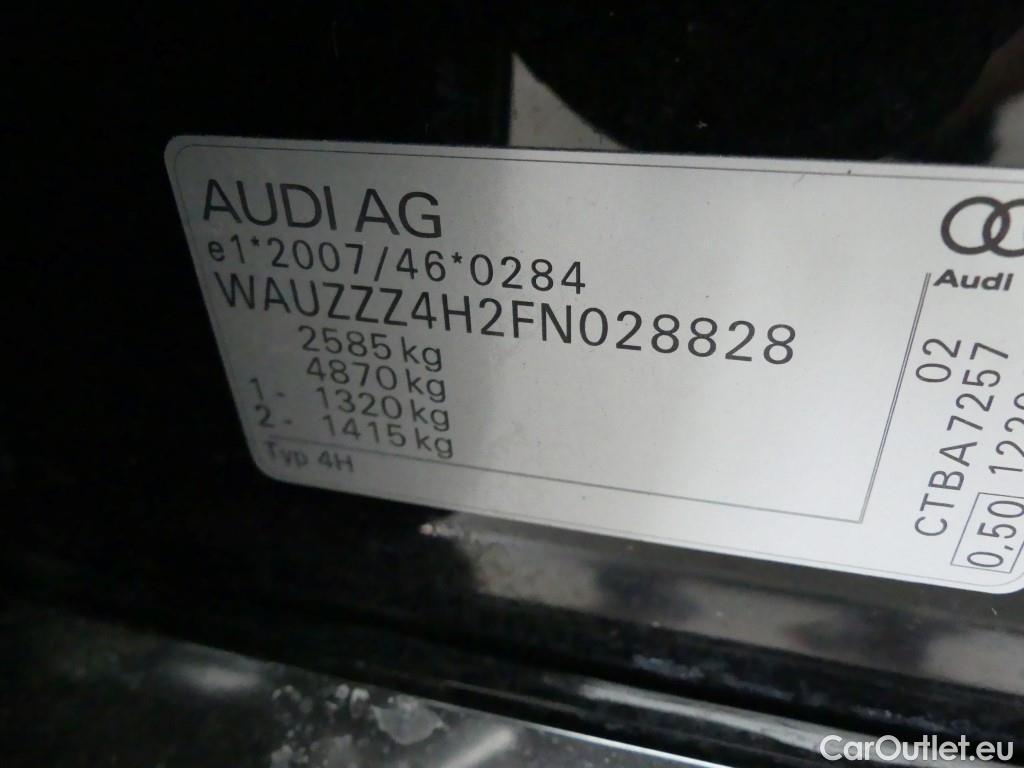 AUDI AG
e1*2007/46*0284
WAUZZZ4H2FN028828
2585 kg
4870 kg
1- 1320 kg
2- 1415 kg
Typ 4H
Audi
02
CTBA7257
0,50
CarOutlet.eu